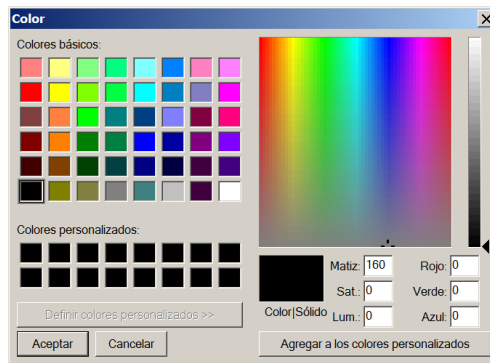 Color
Colores básicos:
Colores personalizados:
Definir colores personalizados >>
Aceptar
Cancelar
Color|Sólido
Matiz: 160
Sat.: 0
Lum.: 0
Rojo: 0
Verde: 0
Azul: 0
Agregar a los colores personalizados